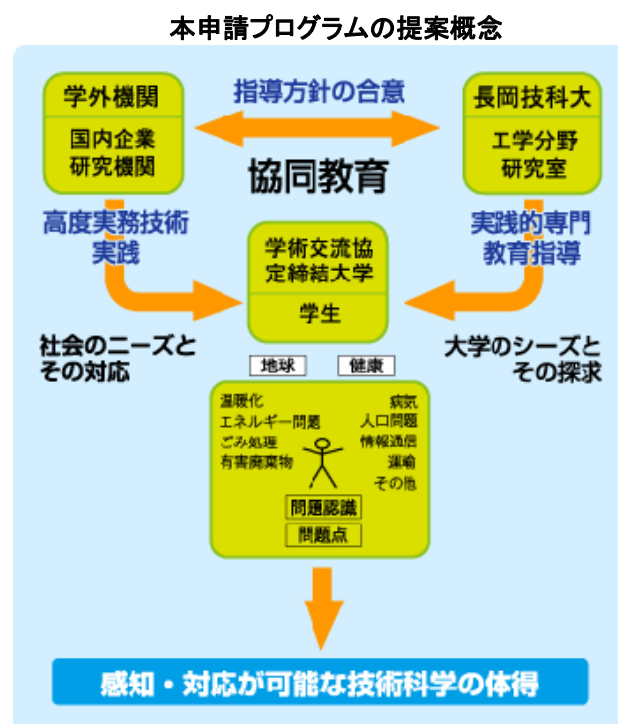 本申請プログラムの提案概念
学外機関
国内企業
研究機関
指導方針の合意
長岡技科大
工学分野
研究室
協同教育
高度実務技術
実践
実践的専門
教育指導
学術交流協
定締結大学
学生
社会のニーズと
その対応
大学のシーズと
その探求
地球
健康
温暖化
エネルギー問題
ごみ処理
有害廃棄物
病気
人口問題
情報通信
運輸
その他
問題認識
問題点
感知・対応が可能な技術科学の体得